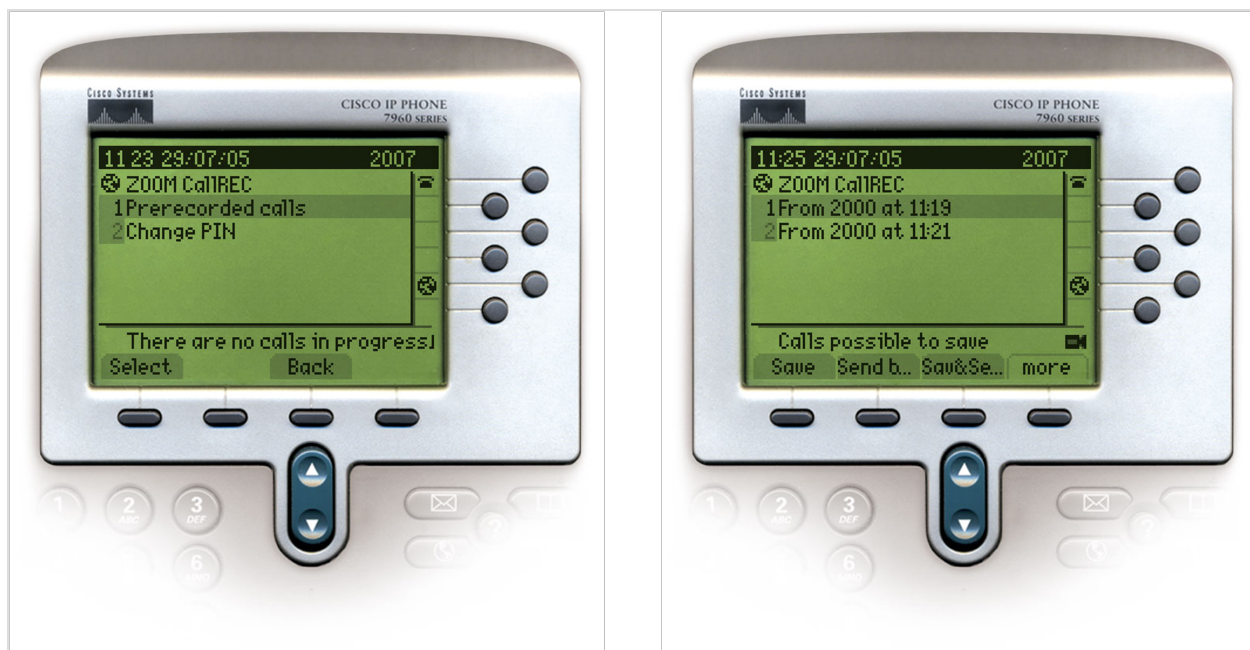 CISCO SYSTEMS
CISCO IP PHONE
7960 SERIES
11 23 29/07/05 2007
ZOOM CallREC
1 Prerecorded calls
2 Change PIN
There are no calls in progress
Select Back
1
2 ABC
3 DEF
6
?
CISCO SYSTEMS
CISCO IP PHONE
7960 SERIES
11:25 29/07/05 2007
ZOOM CallREC
1 From 2000 at 11:19
2 From 2000 at 11:21
Calls possible to save
Save Send b... Sav&Se... more
1
2 ABC
3 DEF
6
?